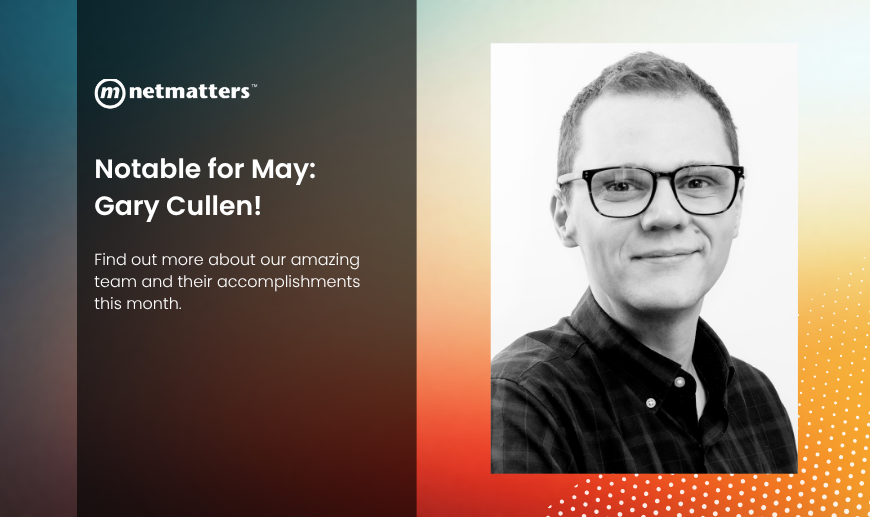 m netmatters™
Notable for May:
Gary Cullen!
Find out more about our amazing
team and their accomplishments
this month.